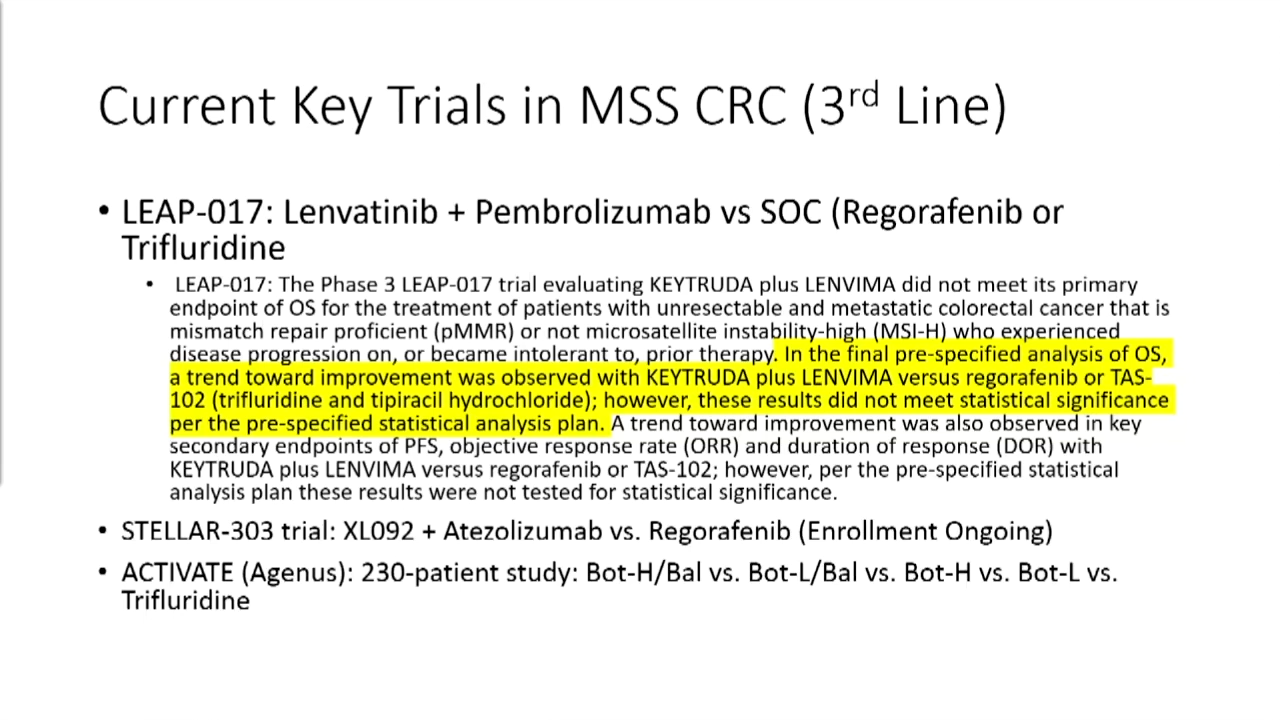 Current Key Trials in MSS CRC (3rd Line)
• LEAP-017: Lenvatinib + Pembrolizumab vs SOC (Regorafenib or
Trifluridine
• LEAP-017: The Phase 3 LEAP-017 trial evaluating KEYTRUDA plus LENVIMA did not meet its primary
endpoint of OS for the treatment of patients with unresectable and metastatic colorectal cancer that is
mismatch repair proficient (pMMR) or not microsatellite instability-high (MSI-H) who experienced
disease progression on, or became intolerant to, prior therapy. In the final pre-specified analysis of OS,
a trend toward improvement was observed with KEYTRUDA plus LENVIMA versus regorafenib or TAS-
102 (trifluridine and tipiracil hydrochloride); however, these results did not meet statistical significance
per the pre-specified statistical analysis plan. A trend toward improvement was also observed in key
secondary endpoints of PFS, objective response rate (ORR) and duration of response (DOR) with
KEYTRUDA plus LENVIMA versus regorafenib or TAS-102; however, per the pre-specified statistical
analysis plan these results were not tested for statistical significance.
• STELLAR-303 trial: XL092 + Atezolizumab vs. Regorafenib (Enrollment Ongoing)
• ACTIVATE (Agenus): 230-patient study: Bot-H/Bal vs. Bot-L/Bal vs. Bot-H vs. Bot-L vs.
Trifluridine